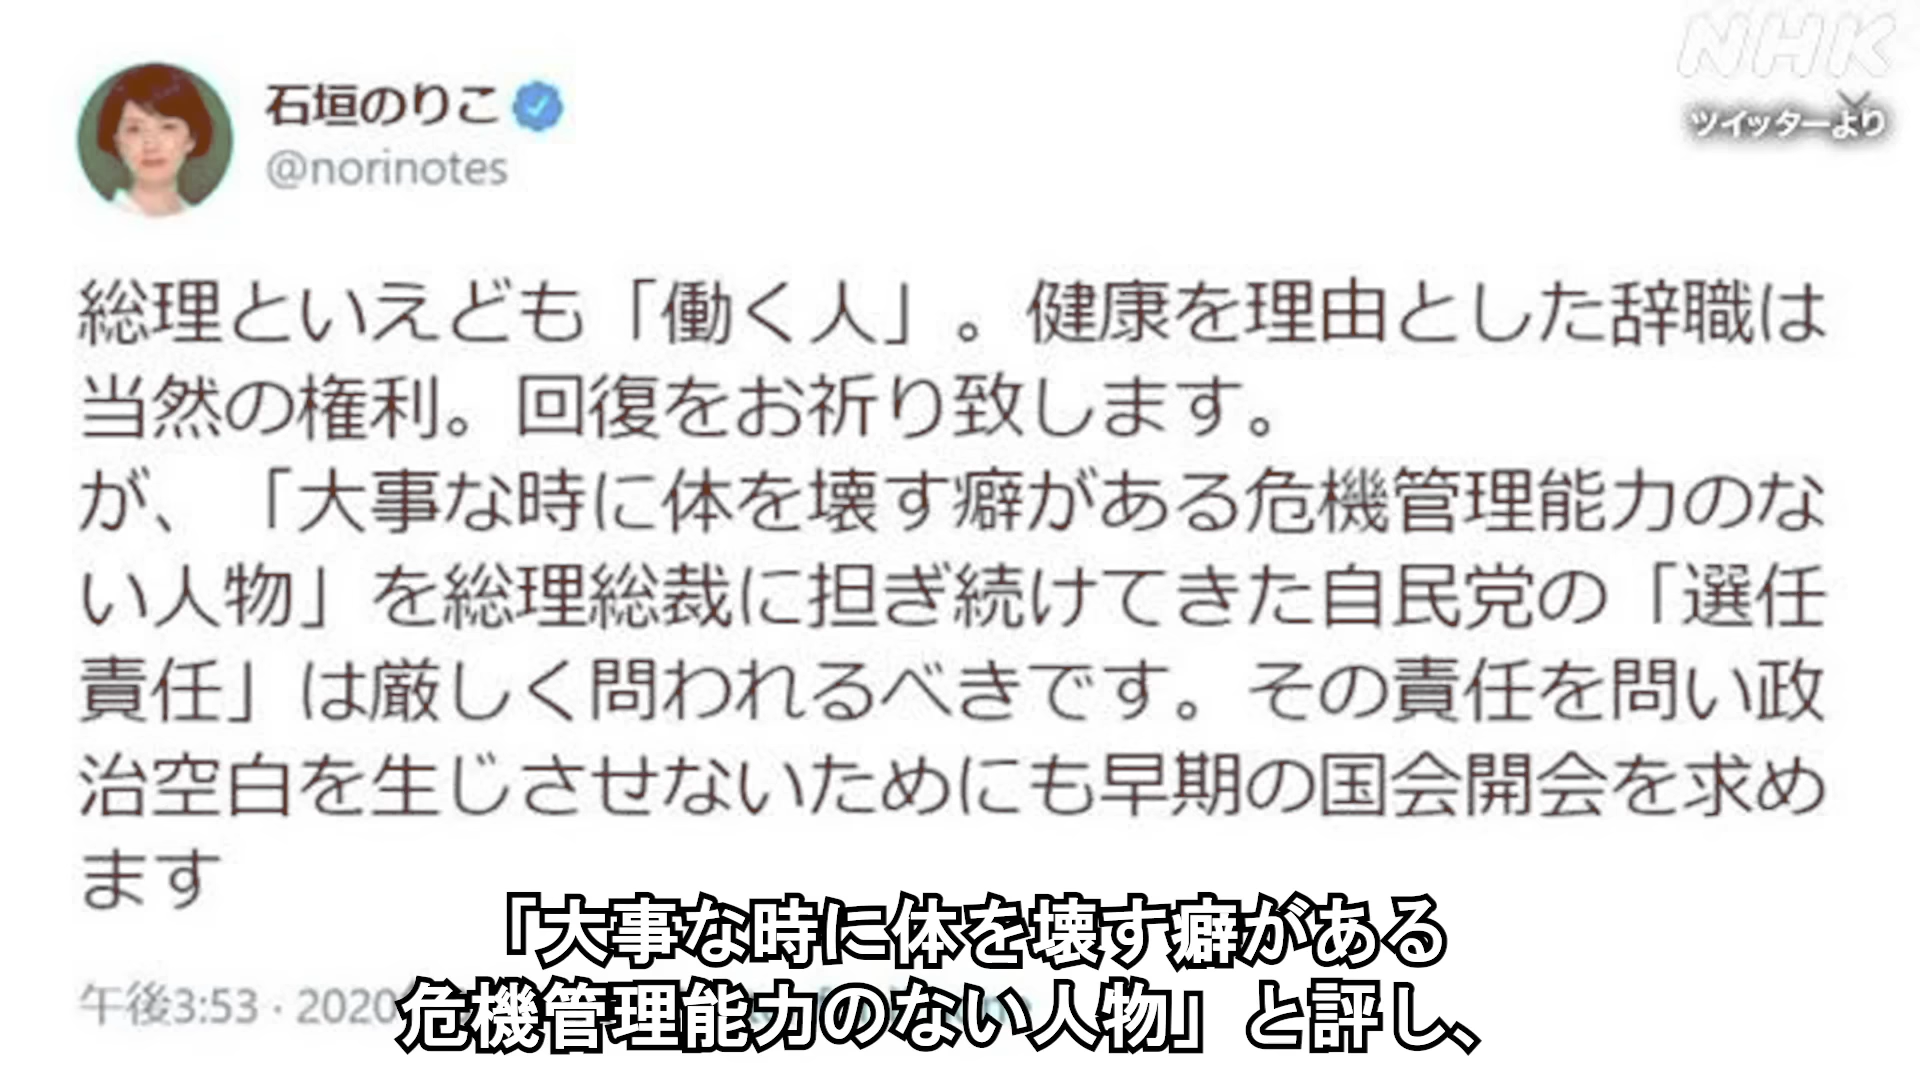 NHK
ツイッターより
石垣のりこ
@norinotes
総理といえども「働く人」。健康を理由とした辞職は
当然の権利。回復をお祈り致します。
が、「大事な時に体を壊す癖がある危機管理能力のな
い人物」を総理総裁に担ぎ続けてきた自民党の「選任
責任」は厳しく問われるべきです。その責任を問い政
治空白を生じさせないためにも早期の国会開会を求め
ます
午後3:53 · 2020
「大事な時に体を壊す癖がある
危機管理能力のない人物」と評し、